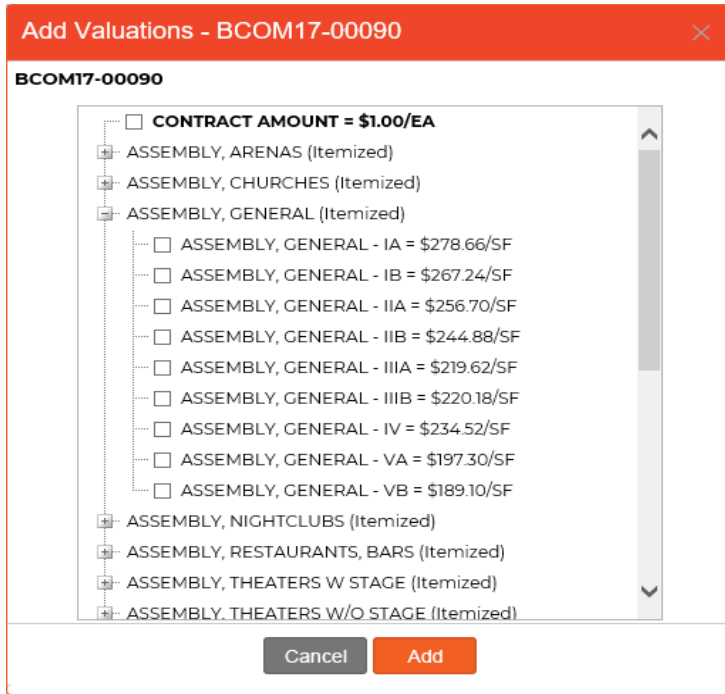 Add Valuations - BCOM17-00090
BCOM17-00090
CONTRACT AMOUNT = $1.00/EA
ASSEMBLY, ARENAS (Itemized)
ASSEMBLY, CHURCHES (Itemized)
ASSEMBLY, GENERAL (Itemized)
ASSEMBLY, GENERAL - IA = $278.66/SF
ASSEMBLY, GENERAL - IB = $267.24/SF
ASSEMBLY, GENERAL - IIA = $256.70/SF
ASSEMBLY, GENERAL - IIB = $244.88/SF
ASSEMBLY, GENERAL - IIIA = $219.62/SF
ASSEMBLY, GENERAL - IIIB = $220.18/SF
ASSEMBLY, GENERAL - IV = $234.52/SF
ASSEMBLY, GENERAL - VA = $197.30/SF
ASSEMBLY, GENERAL - VB = $189.10/SF
ASSEMBLY, NIGHTCLUBS (Itemized)
ASSEMBLY, RESTAURANTS, BARS (Itemized)
ASSEMBLY, THEATERS W STAGE (Itemized)
ASSEMBLY, THEATERS W/O STAGE (Itemized)
Cancel Add